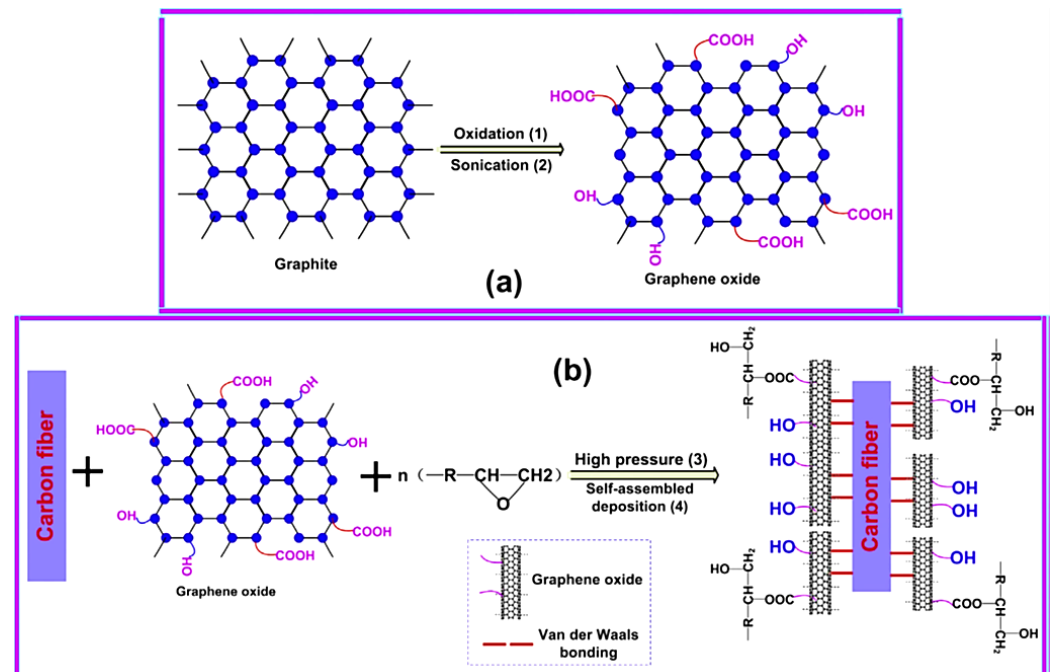 COOH
OH
HOOC
OH
Oxidation (1)
Sonication (2)
OH
COOH
OH
COOH
Graphite
Graphene oxide
(a)
(b)
Carbon fiber
+
COOH
OH
HOOC
OH
OH
COOH
OH
COOH
Graphene oxide
+
n (—R—CH—CH2)
O
High pressure (3)
Self-assembled
deposition (4)
Graphene oxide
Van der Waals
bonding
HO—CH2
CH—OOC
R
HO
HO
HO
HO
HO—CH2
CH—OOC
R
Carbon fiber
R
COO—CH
CH2—OH
OH
OH
OH
OH
R
COO—CH
CH2—OH